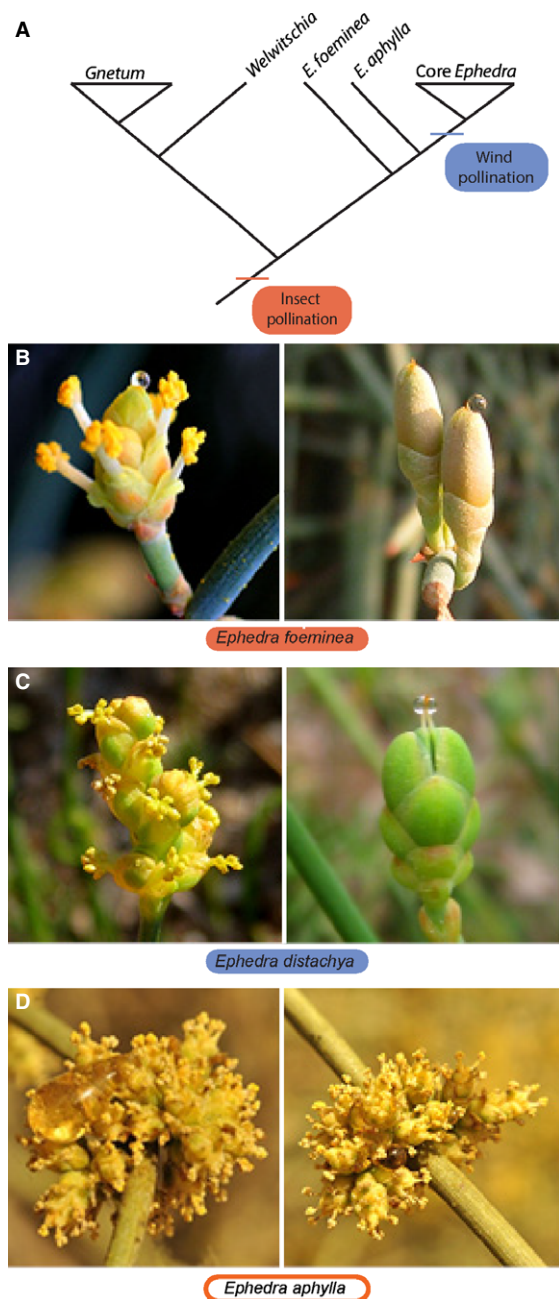 A
Gnetum
Welwitschia
E. foeminea
E. aphylla
Core Ephedra
Wind
pollination
Insect
pollination
B
Ephedra foeminea
C
Ephedra distachya
D
Ephedra aphylla